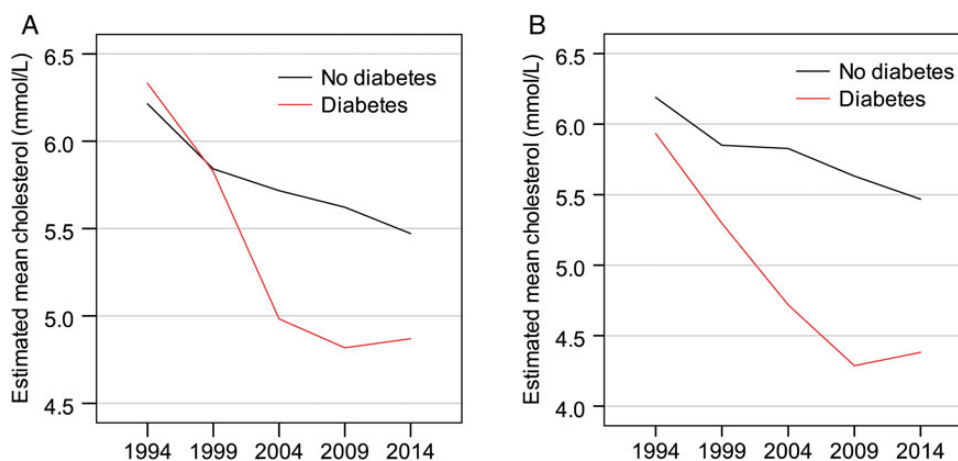 A
Estimated mean cholesterol (mmol/L)
6.5
6.0
5.5
5.0
4.5
No diabetes
Diabetes
1994 1999 2004 2009 2014
B
Estimated mean cholesterol (mmol/L)
6.5
6.0
5.5
5.0
4.5
4.0
No diabetes
Diabetes
1994 1999 2004 2009 2014